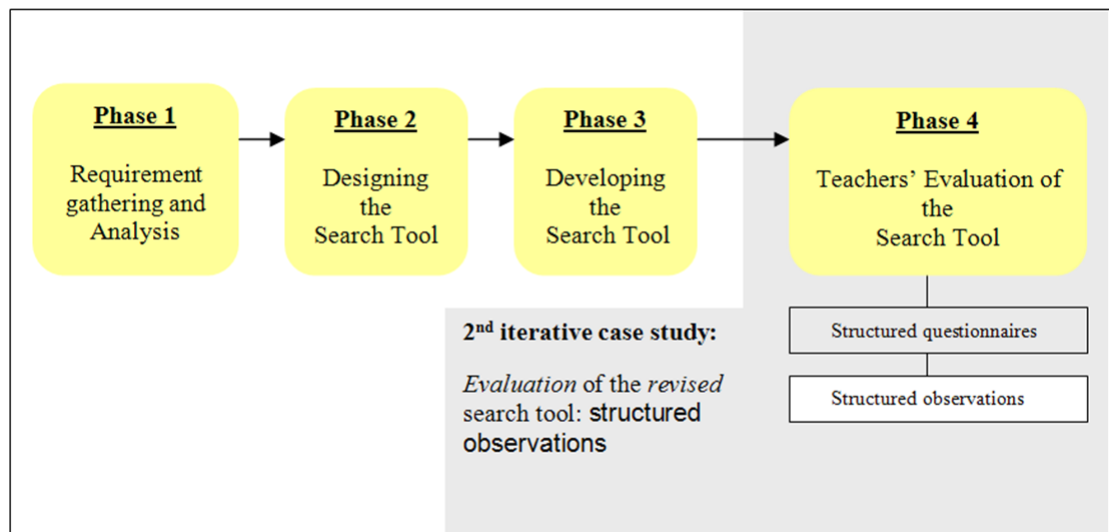 Phase 1
Requirement
gathering and
Analysis
Phase 2
Designing
the
Search Tool
Phase 3
Developing
the
Search Tool
Phase 4
Teachers’ Evaluation of
the
Search Tool
Structured questionnaires
Structured observations
2nd iterative case study:
Evaluation of the revised
search tool: structured
observations